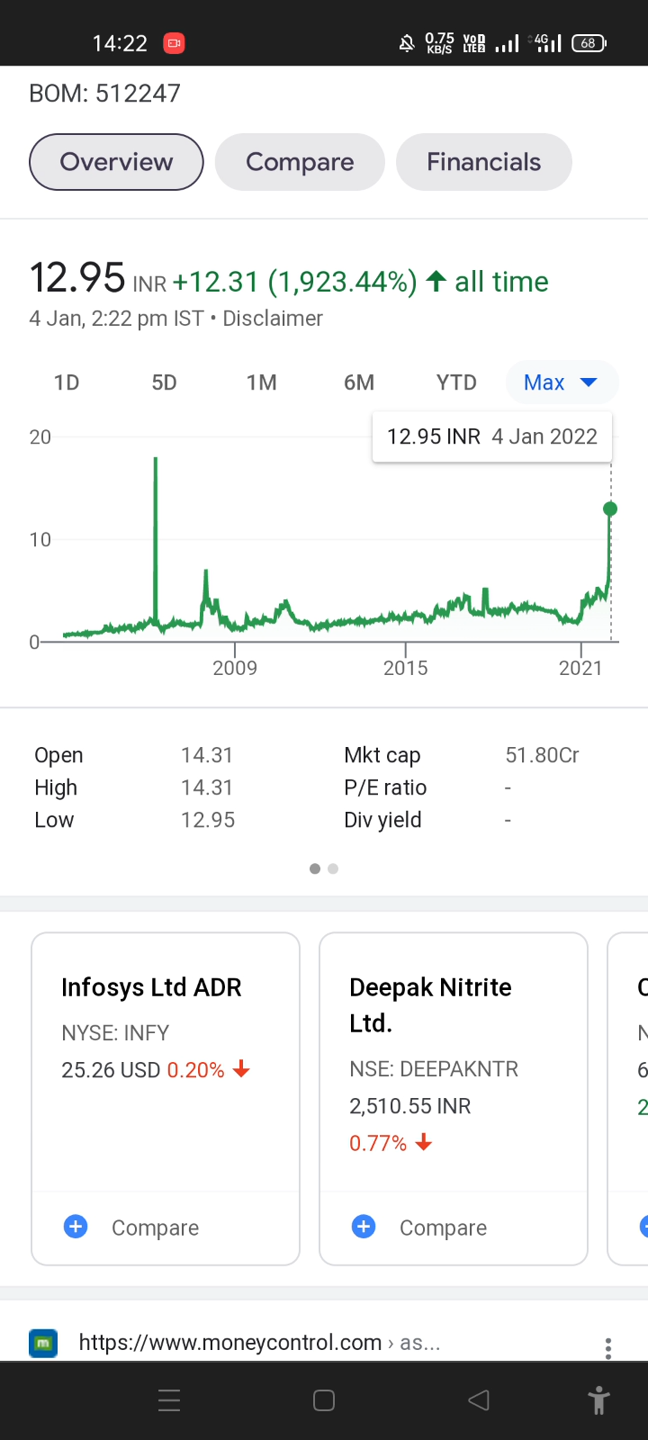 14:22 0.75 KB/S VoD LTE2 4G 68
BOM: 512247
Overview Compare Financials
12.95 INR +12.31 (1,923.44%) all time
4 Jan, 2:22 pm IST • Disclaimer
1D 5D 1M 6M YTD Max
12.95 INR 4 Jan 2022
20
10
0
2009 2015 2021
Open 14.31 Mkt cap 51.80Cr
High 14.31 P/E ratio -
Low 12.95 Div yield -
Infosys Ltd ADR
NYSE: INFY
25.26 USD 0.20%
Compare
Deepak Nitrite
Ltd.
NSE: DEEPAKNTR
2,510.55 INR
0.77%
Compare
https://www.moneycontrol.com › as...